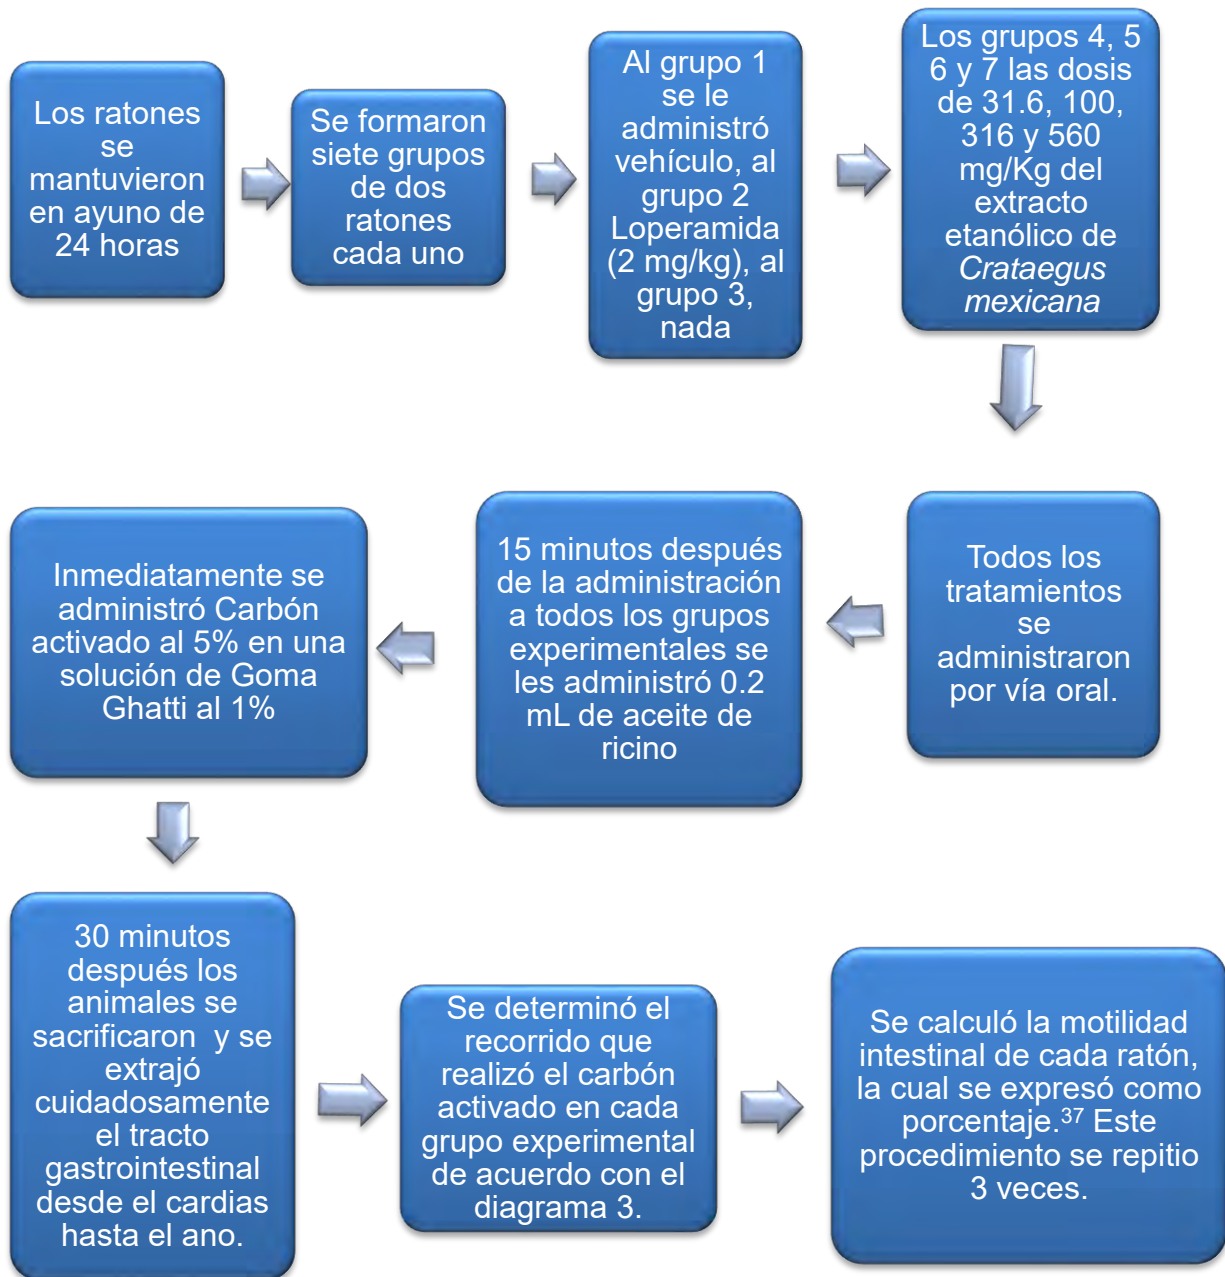 Los ratones
se
mantuvieron
en ayuno de
24 horas
Se formaron
siete grupos
de dos
ratones
cada uno
Al grupo 1
se le
administró
vehículo, al
grupo 2
Loperamida
(2 mg/kg), al
grupo 3,
nada
Los grupos 4, 5
6 y 7 las dosis
de 31.6, 100,
316 y 560
mg/Kg del
extracto
etanólico de
Crataegus
mexicana
Todos los
tratamientos
se
administraron
por vía oral.
15 minutos después
de la administración
a todos los grupos
experimentales se
les administró 0.2
mL de aceite de
ricino
Inmediatamente se
administró Carbón
activado al 5% en una
solución de Goma
Ghatti al 1%
30 minutos
después los
animales se
sacrificaron y se
extrajó
cuidadosamente
el tracto
gastrointestinal
desde el cardias
hasta el ano.
Se determinó el
recorrido que
realizó el carbón
activado en cada
grupo experimental
de acuerdo con el
diagrama 3.
Se calculó la motilidad
intestinal de cada ratón,
la cual se expresó como
porcentaje.³⁷ Este
procedimiento se repitio
3 veces.